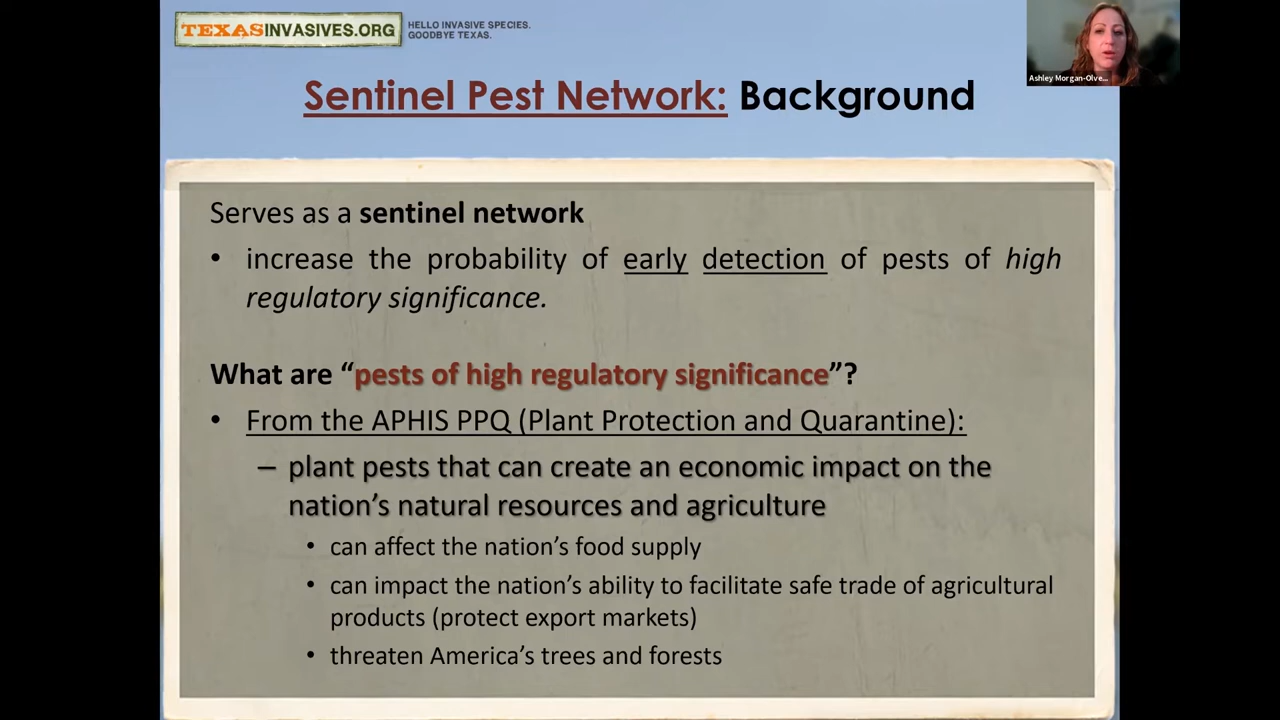 TEXASINVASIVES.ORG
HELLO INVASIVE SPECIES.
GOODBYE TEXAS.
Ashley Morgan-Olve...
Sentinel Pest Network: Background
Serves as a sentinel network
• increase the probability of early detection of pests of high
regulatory significance.
What are “pests of high regulatory significance”?
• From the APHIS PPQ (Plant Protection and Quarantine):
– plant pests that can create an economic impact on the
nation’s natural resources and agriculture
• can affect the nation’s food supply
• can impact the nation’s ability to facilitate safe trade of agricultural
products (protect export markets)
• threaten America’s trees and forests